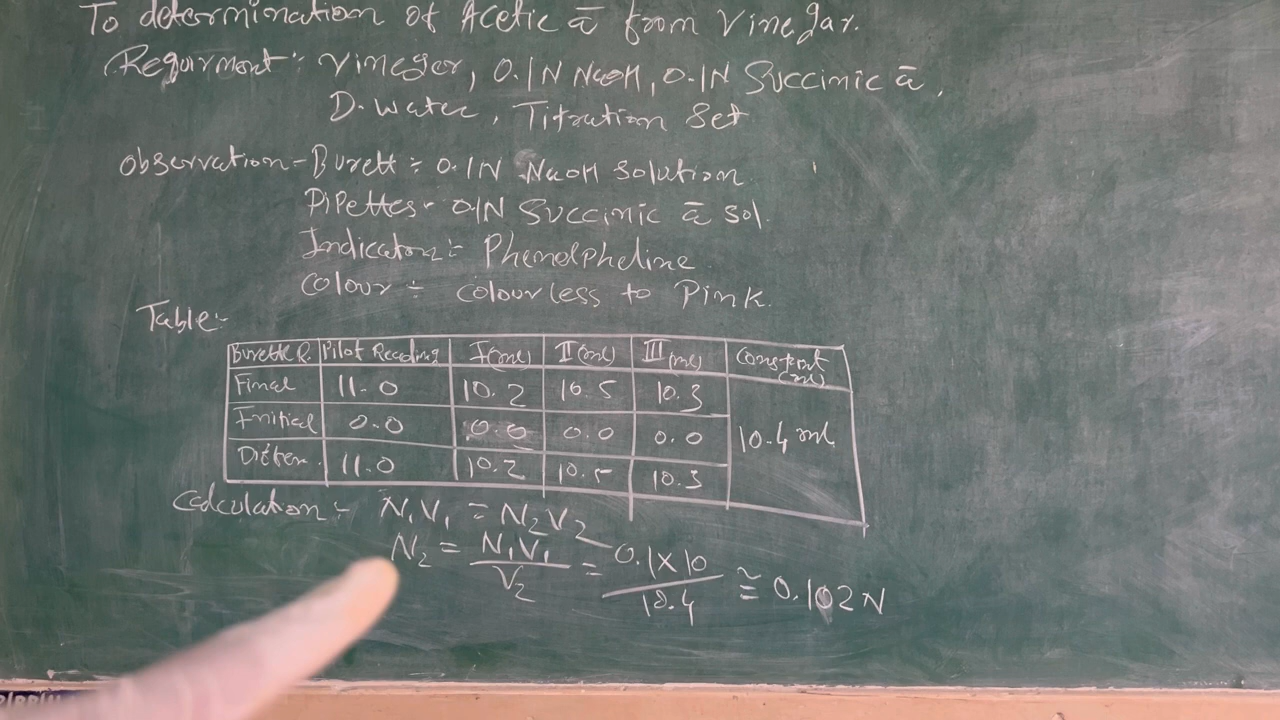 To determination of Acetic ā from Vinegar.
Requirment: Vinegar, 0.1N NaOH, 0.1N Succinic ā,
D. Water, Titration Set
Observation - Burett : 0.1N NaOH solution
Pipettes - 0.1N Succinic ā sol.
Indicator :- Phenolpheline
Colour ÷ Colourless to Pink.
Table :-
Burette R. Pilot Reading I (ml) II (ml) III (ml) Constant (ml)
Final 11.0 10.2 10.5 10.3
Initial 0.0 0.0 0.0 0.0 10.4 ml
Differn. 11.0 10.2 10.5 10.3
Calculation :- N₁V₁ = N₂V₂
N₂ = N₁V₁ / V₂ = 0.1 x 10 / 10.4 ≅ 0.102 N